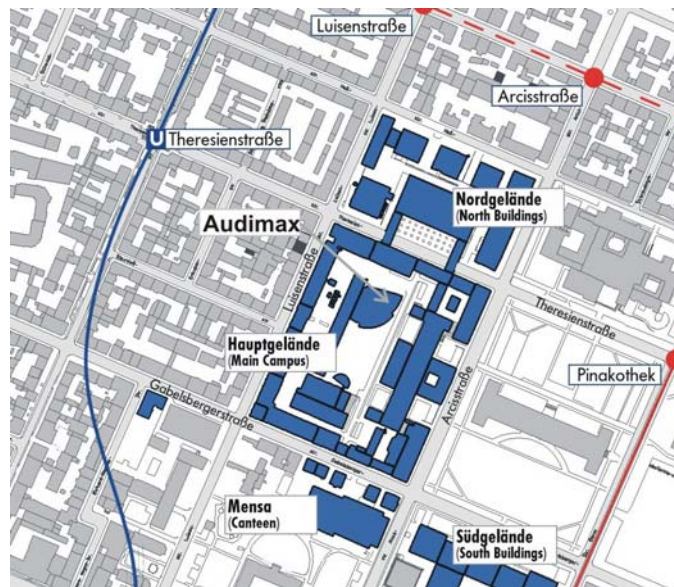 Luisenstraße
Arcisstraße
U Theresienstraße
Nordgelände
(North Buildings)
Audimax
Luisenstraße
Theresienstraße
Hauptgelände
(Main Campus)
Pinakothek
Arcisstraße
Gabelsbergerstraße
Mensa
(Canteen)
Südgelände
(South Buildings)